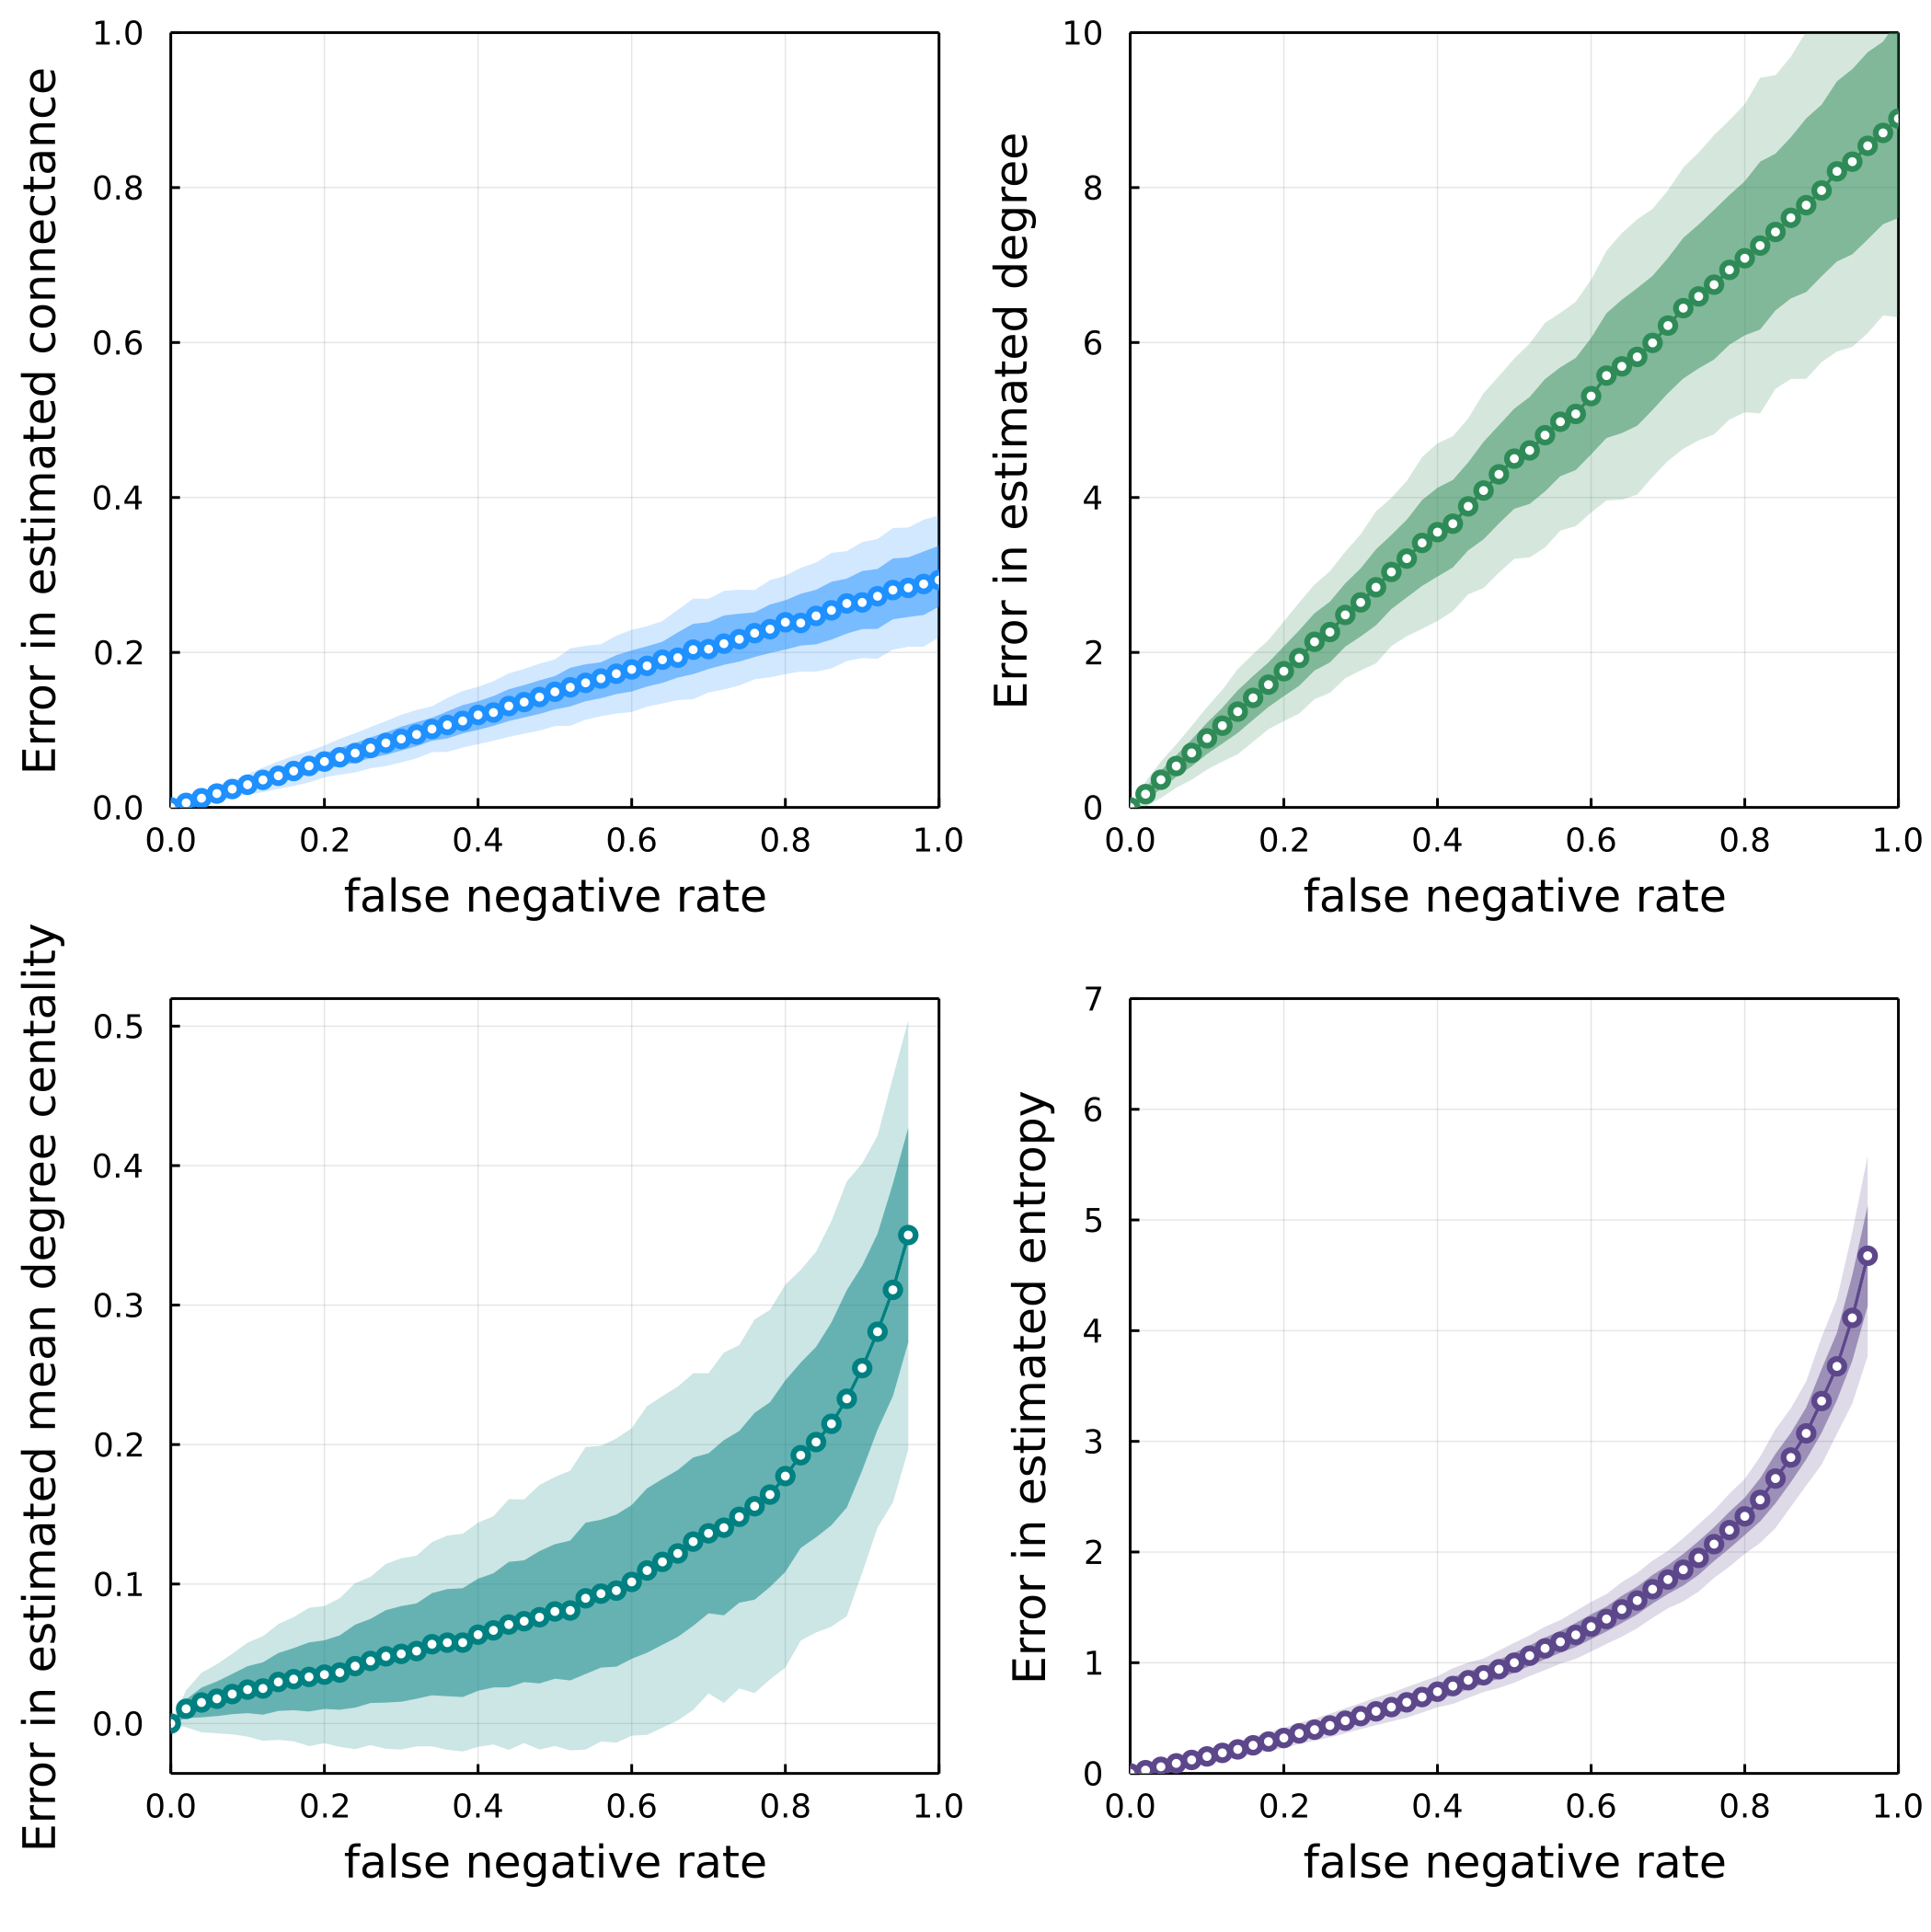 Error in estimated connectance
1.0
0.8
0.6
0.4
0.2
0.0
0.0 0.2 0.4 0.6 0.8 1.0
false negative rate
Error in estimated degree
10
8
6
4
2
0
0.0 0.2 0.4 0.6 0.8 1.0
false negative rate
Error in estimated mean degree centality
0.5
0.4
0.3
0.2
0.1
0.0
0.0 0.2 0.4 0.6 0.8 1.0
false negative rate
Error in estimated entropy
7
6
5
4
3
2
1
0
0.0 0.2 0.4 0.6 0.8 1.0
false negative rate